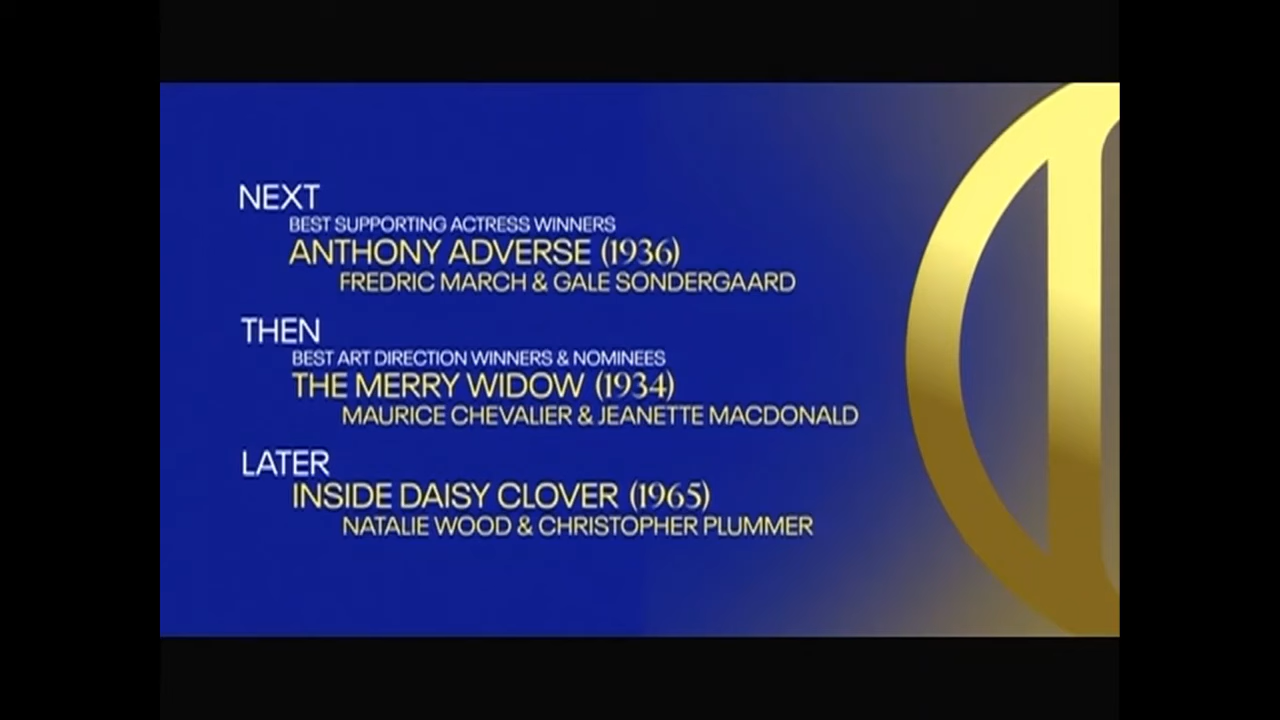 NEXT
BEST SUPPORTING ACTRESS WINNERS
ANTHONY ADVERSE (1936)
FREDRIC MARCH & GALE SONDERGAARD
THEN
BEST ART DIRECTION WINNERS & NOMINEES
THE MERRY WIDOW (1934)
MAURICE CHEVALIER & JEANETTE MACDONALD
LATER
INSIDE DAISY CLOVER (1965)
NATALIE WOOD & CHRISTOPHER PLUMMER